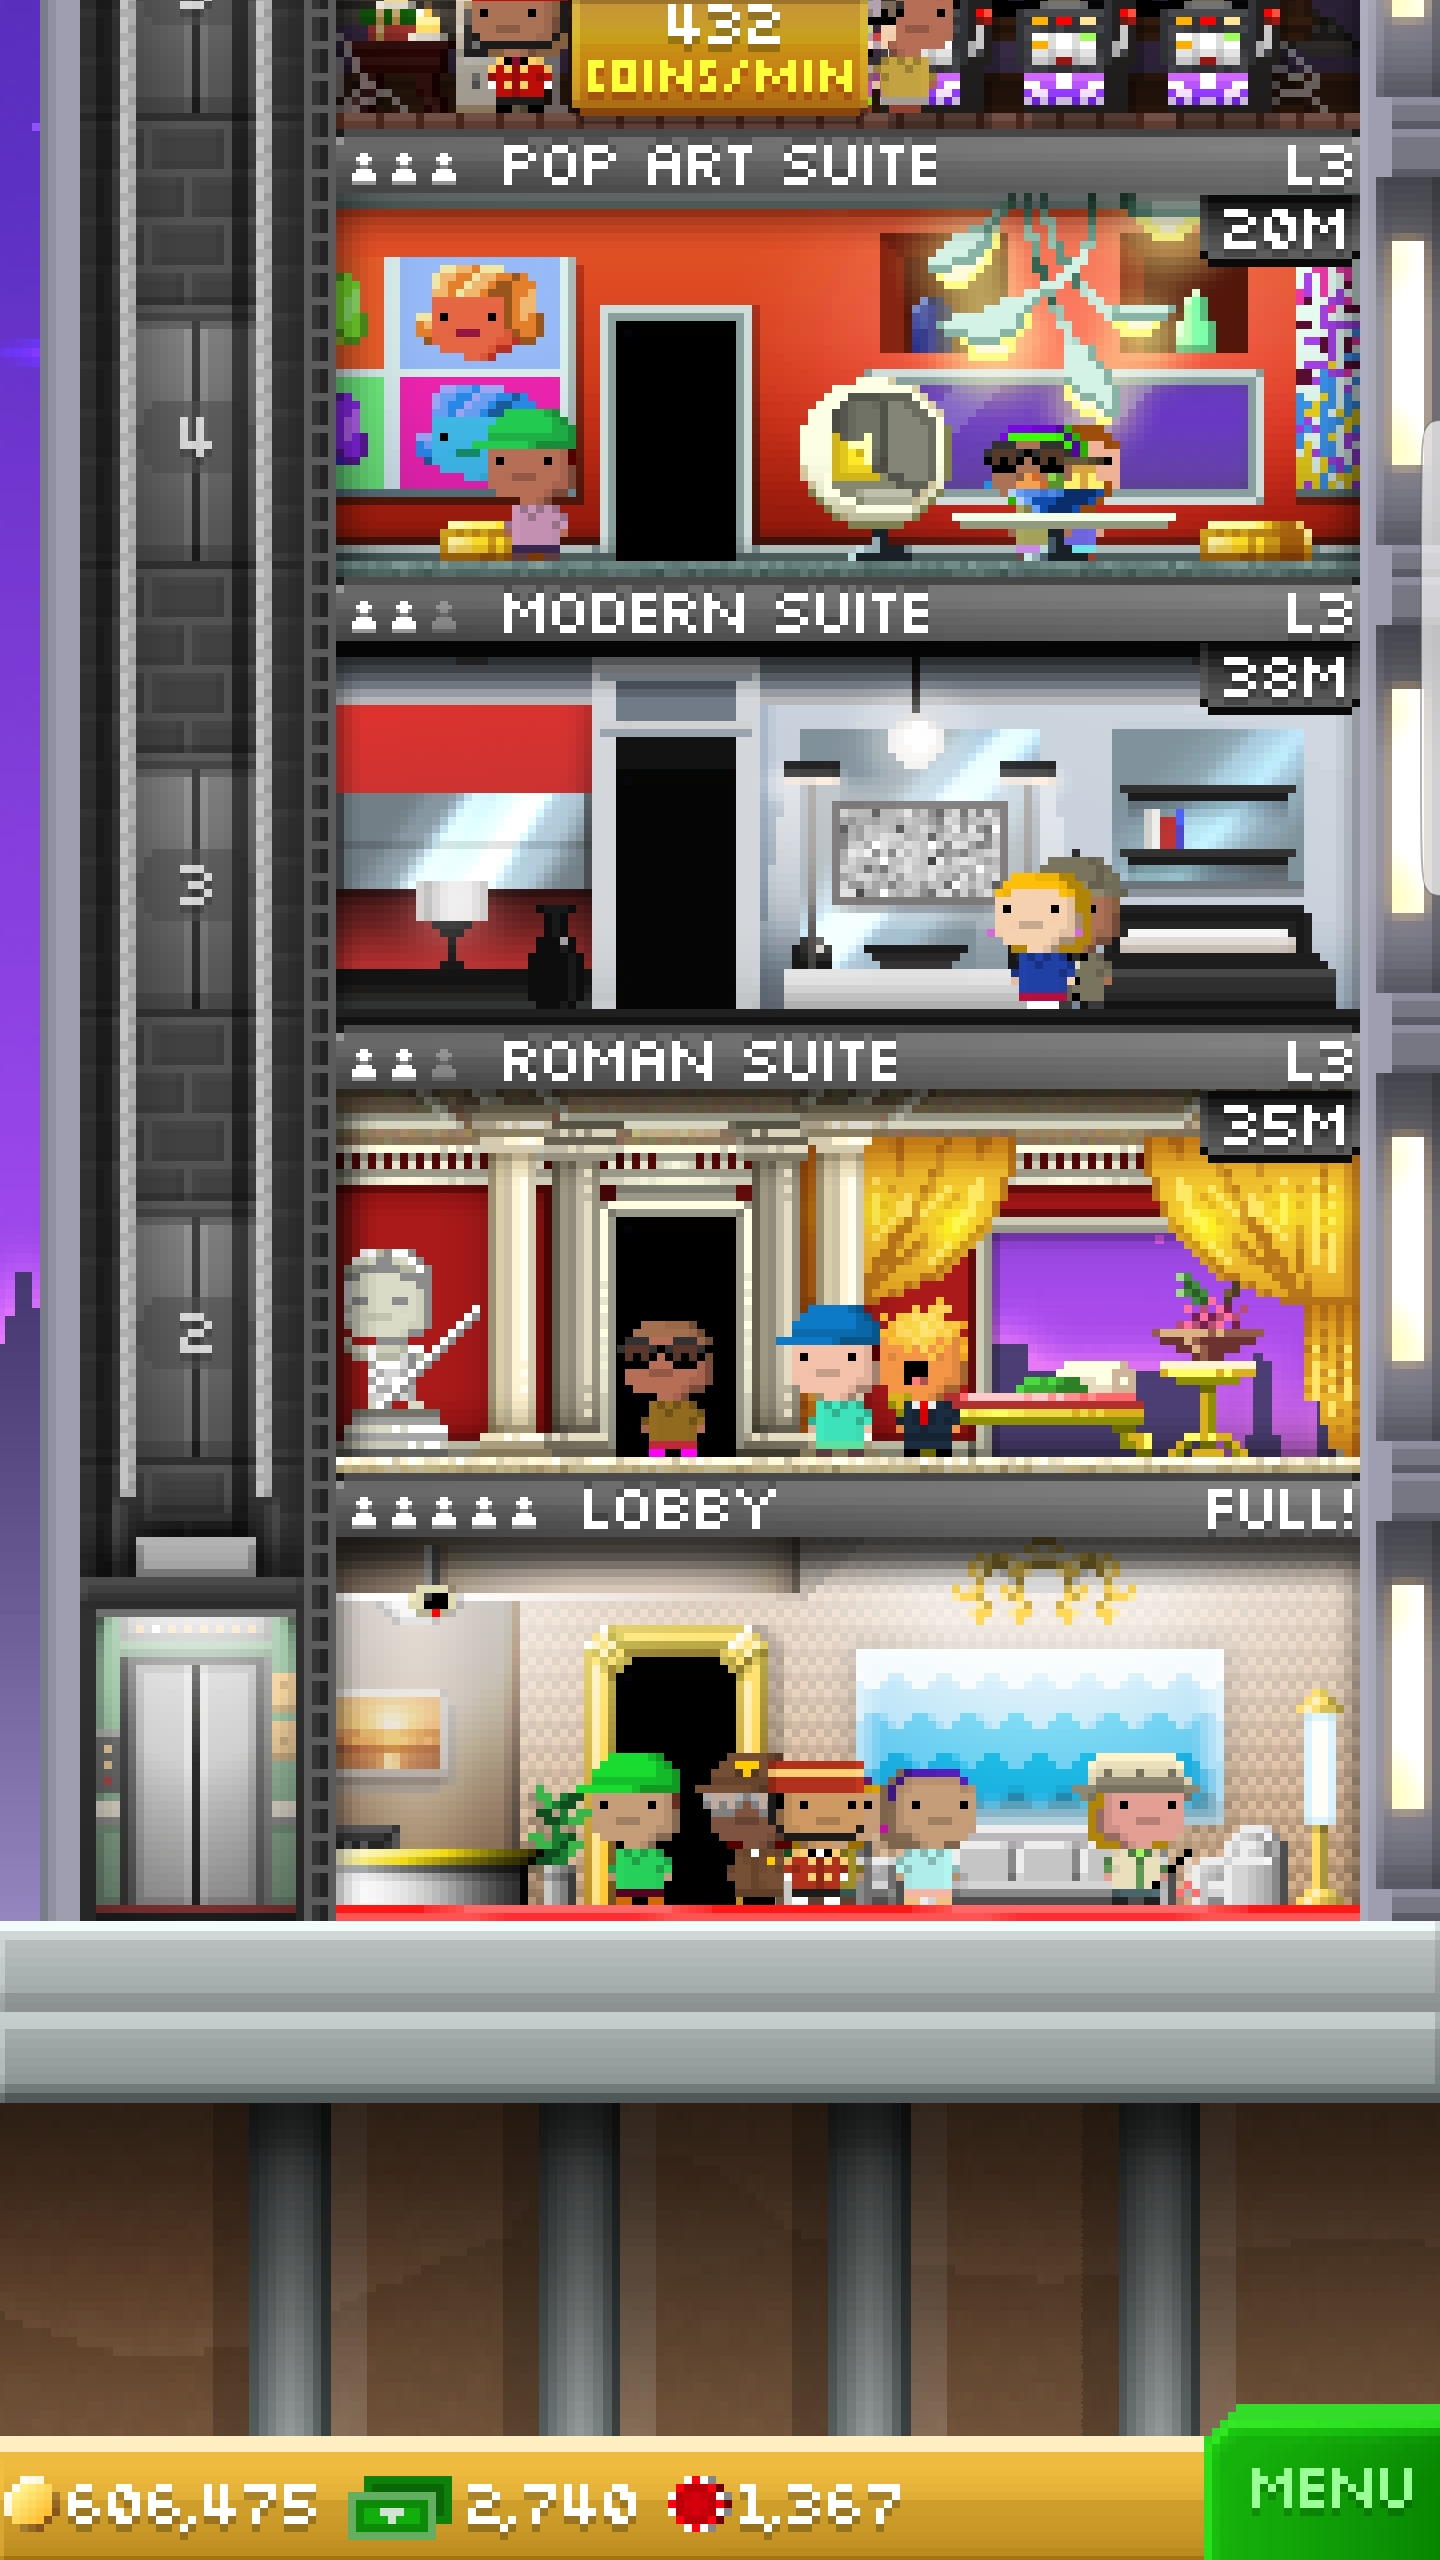 432
COINS/MIN
POP ART SUITE L3
20M
4
MODERN SUITE L3
38M
3
ROMAN SUITE L3
35M
2
LOBBY FULL!
606,475 2,740 1,367 MENU